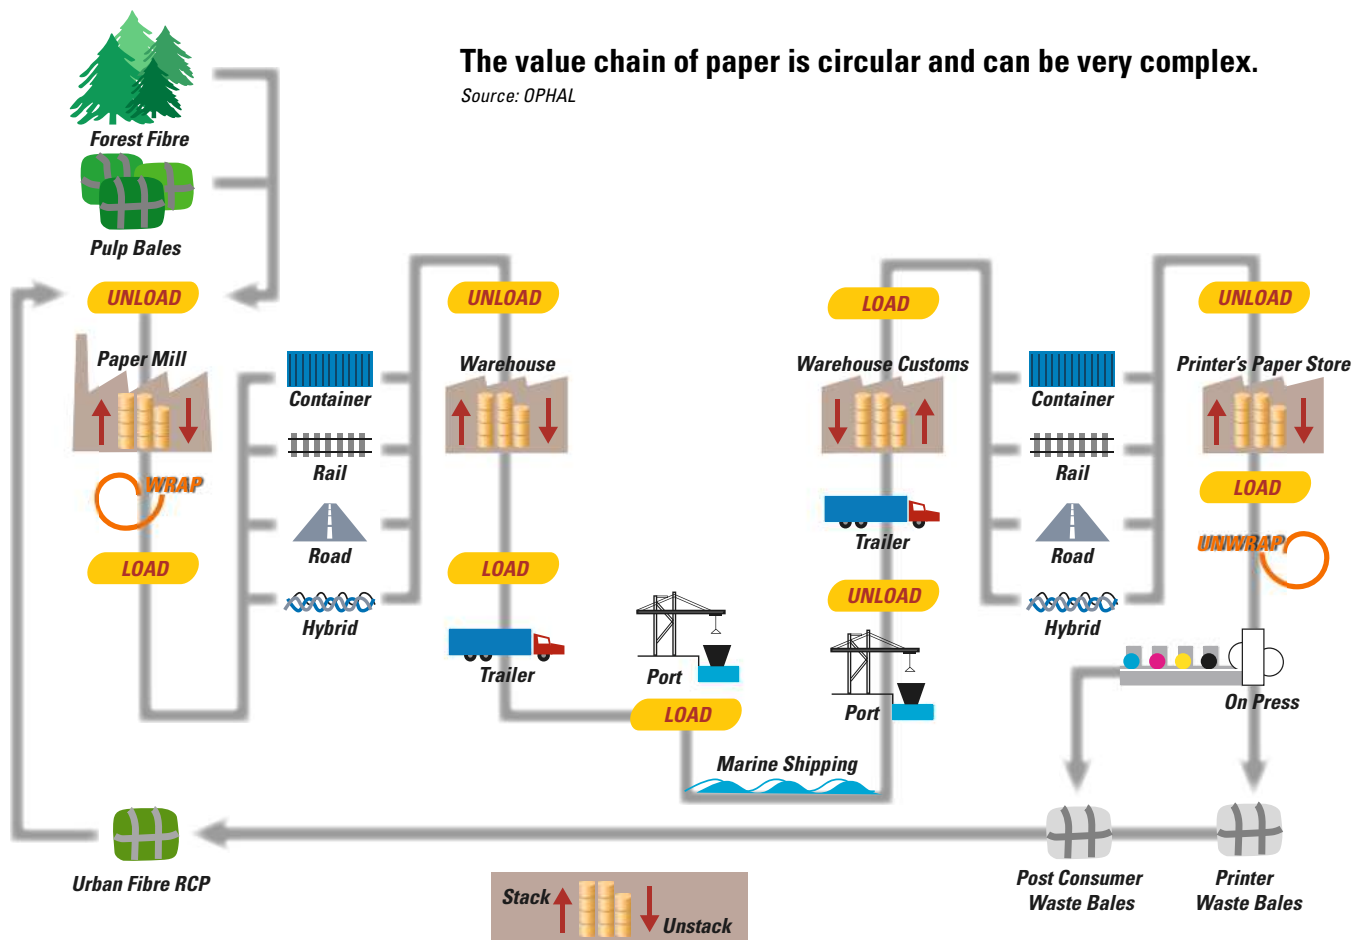 The value chain of paper is circular and can be very complex.
Source: OPHAL
Forest Fibre
Pulp Bales
UNLOAD
Paper Mill
WRAP
LOAD
Container
Rail
Road
Hybrid
UNLOAD
Warehouse
LOAD
Trailer
Port
LOAD
Marine Shipping
LOAD
Warehouse Customs
Trailer
UNLOAD
Port
Container
Rail
Road
Hybrid
UNLOAD
Printer's Paper Store
LOAD
UNWRAP
On Press
Urban Fibre RCP
Post Consumer
Waste Bales
Printer
Waste Bales
Stack
Unstack